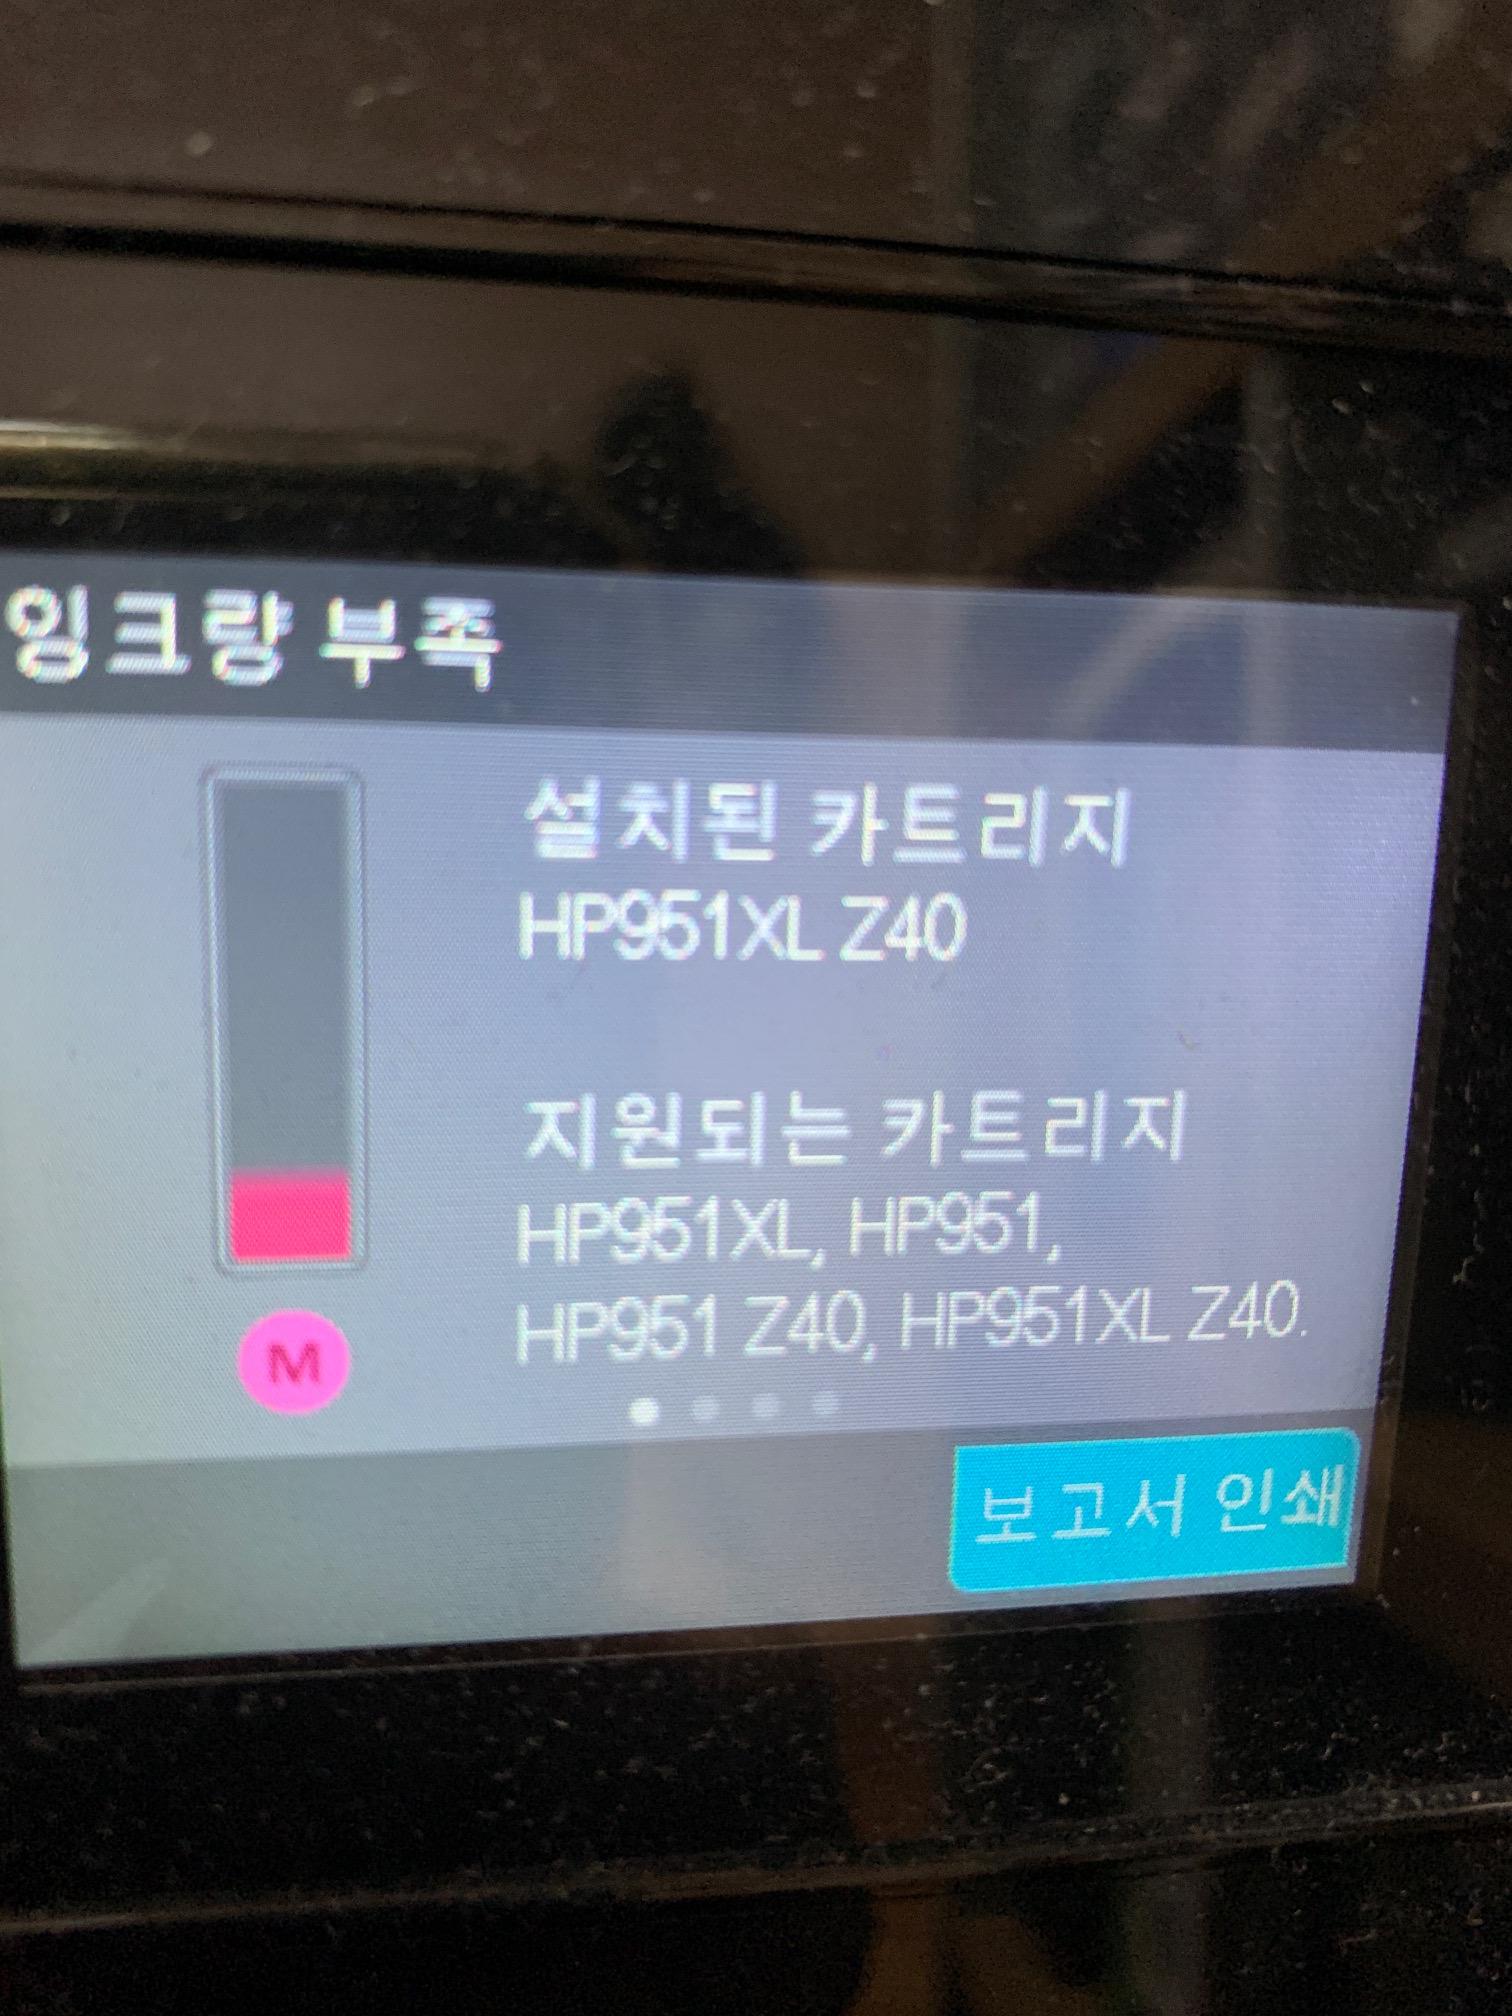 잉크량 부족
설치된 카트리지
HP951XL Z40
지원되는 카트리지
HP951XL, HP951,
HP951 Z40, HP951XL Z40.
M
보고서 인쇄